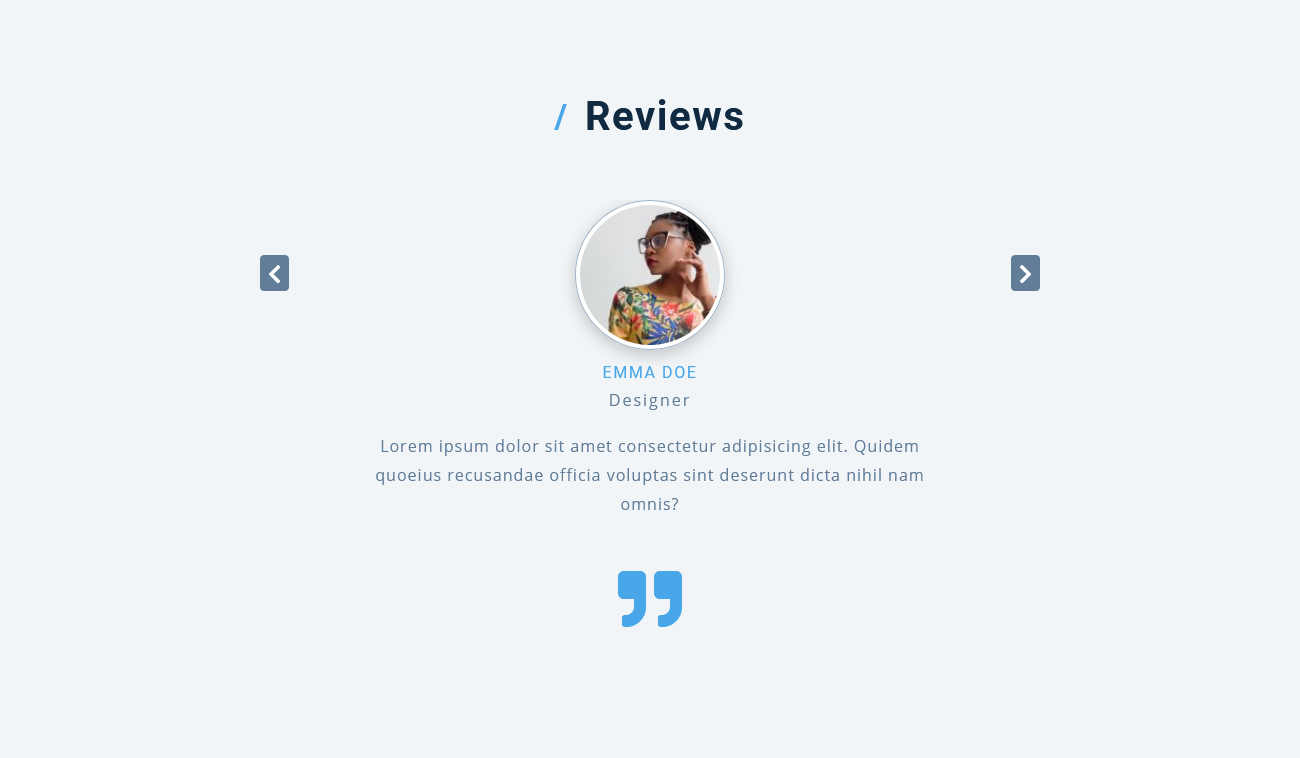 / Reviews
EMMA DOE
Designer
Lorem ipsum dolor sit amet consectetur adipisicing elit. Quidem
quoeius recusandae officia voluptas sint deserunt dicta nihil nam
omnis?